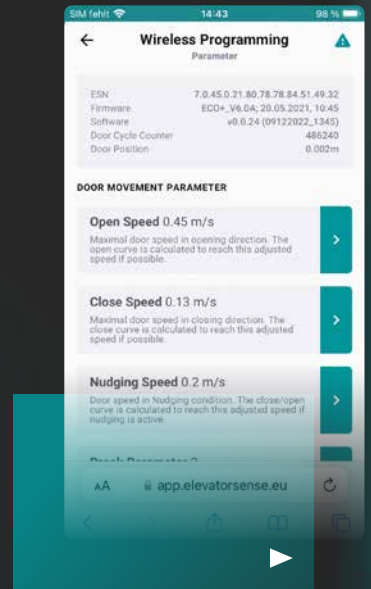 SIM fehlt 14:43 98 %
Wireless Programming
Parameter
ESN 7.0.45.0.21.80.78.78.84.51.49.32
Firmware ECO+_V6.0A; 20.05.2021, 10:45
Software v0.0.24 (09122022_1345)
Door Cycle Counter 486240
Door Position 0.002m
DOOR MOVEMENT PARAMETER
Open Speed 0.45 m/s
Maximal door speed in opening direction. The
open curve is calculated to reach this adjusted
speed if possible.
Close Speed 0.13 m/s
Maximal door speed in closing direction. The
close curve is calculated to reach this adjusted
speed if possible.
Nudging Speed 0.2 m/s
Door speed in Nudging condition. The close/open
curve is calculated to reach this adjusted speed if
nudging is active.
AA app.elevatorsense.eu